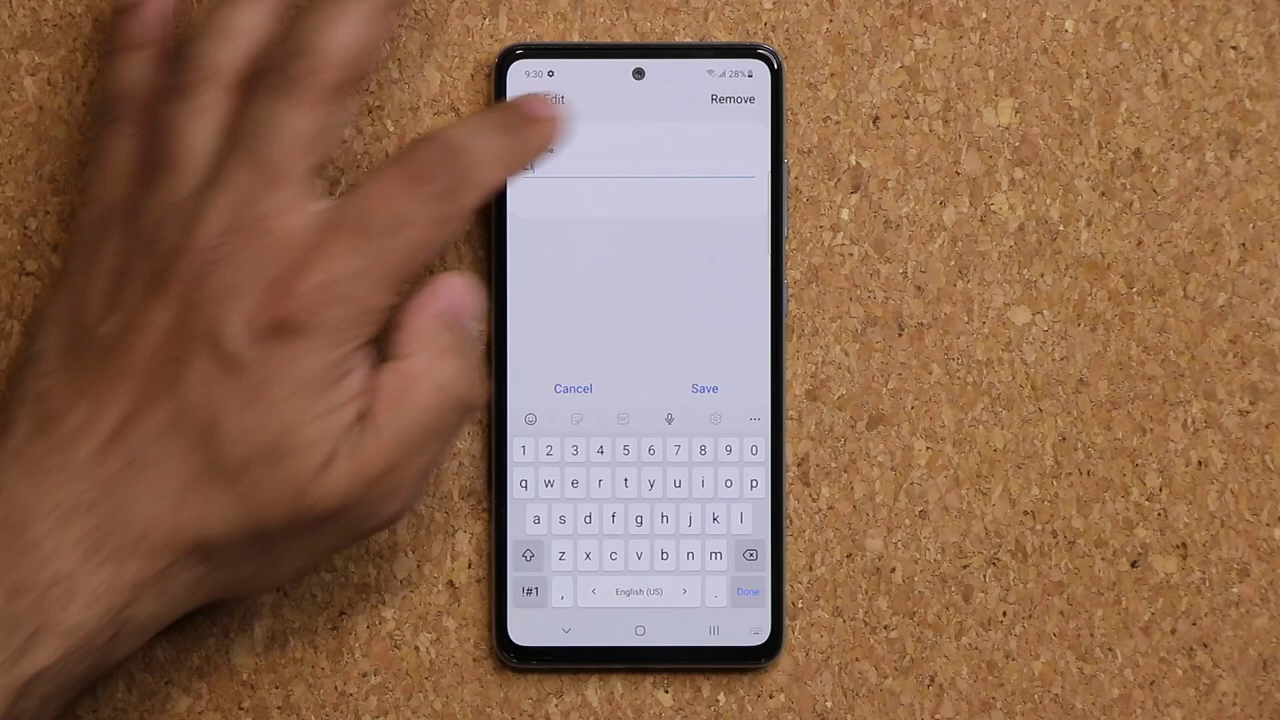 9:30 28%
Edit Remove
Cancel Save
1 2 3 4 5 6 7 8 9 0
q w e r t y u i o p
a s d f g h j k l
z x c v b n m
!#1 , < English (US) > . Done